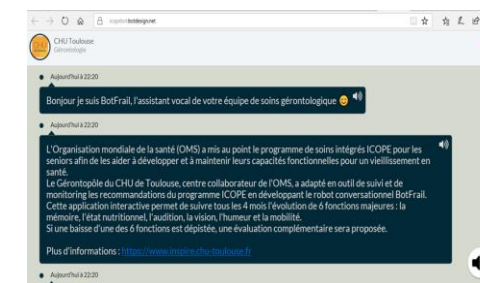 icopebot.botdesign.net
CHU Toulouse
Gérontologie
Aujourd'hui à 22:20
Bonjour je suis BotFrail, l'assistant vocal de votre équipe de soins gérontologique 😊
Aujourd'hui à 22:20
L'Organisation mondiale de la santé (OMS) a mis au point le programme de soins intégrés ICOPE pour les
seniors afin de les aider à développer et à maintenir leurs capacités fonctionnelles pour un vieillissement en
santé.
Le Gérontopôle du CHU de Toulouse, centre collaborateur de l'OMS, a adapté en outil de suivi et de
monitoring les recommandations du programme ICOPE en développant le robot conversationnel BotFrail.
Cette application interactive permet de suivre tous les 4 mois l'évolution de 6 fonctions majeures : la
mémoire, l'état nutritionnel, l'audition, la vision, l'humeur et la mobilité.
Si une baisse d'une des 6 fonctions est dépistée, une évaluation complémentaire sera proposée.
Plus d'informations : https://www.inspire.chu-toulouse.fr
Aujourd'hui à 22:20